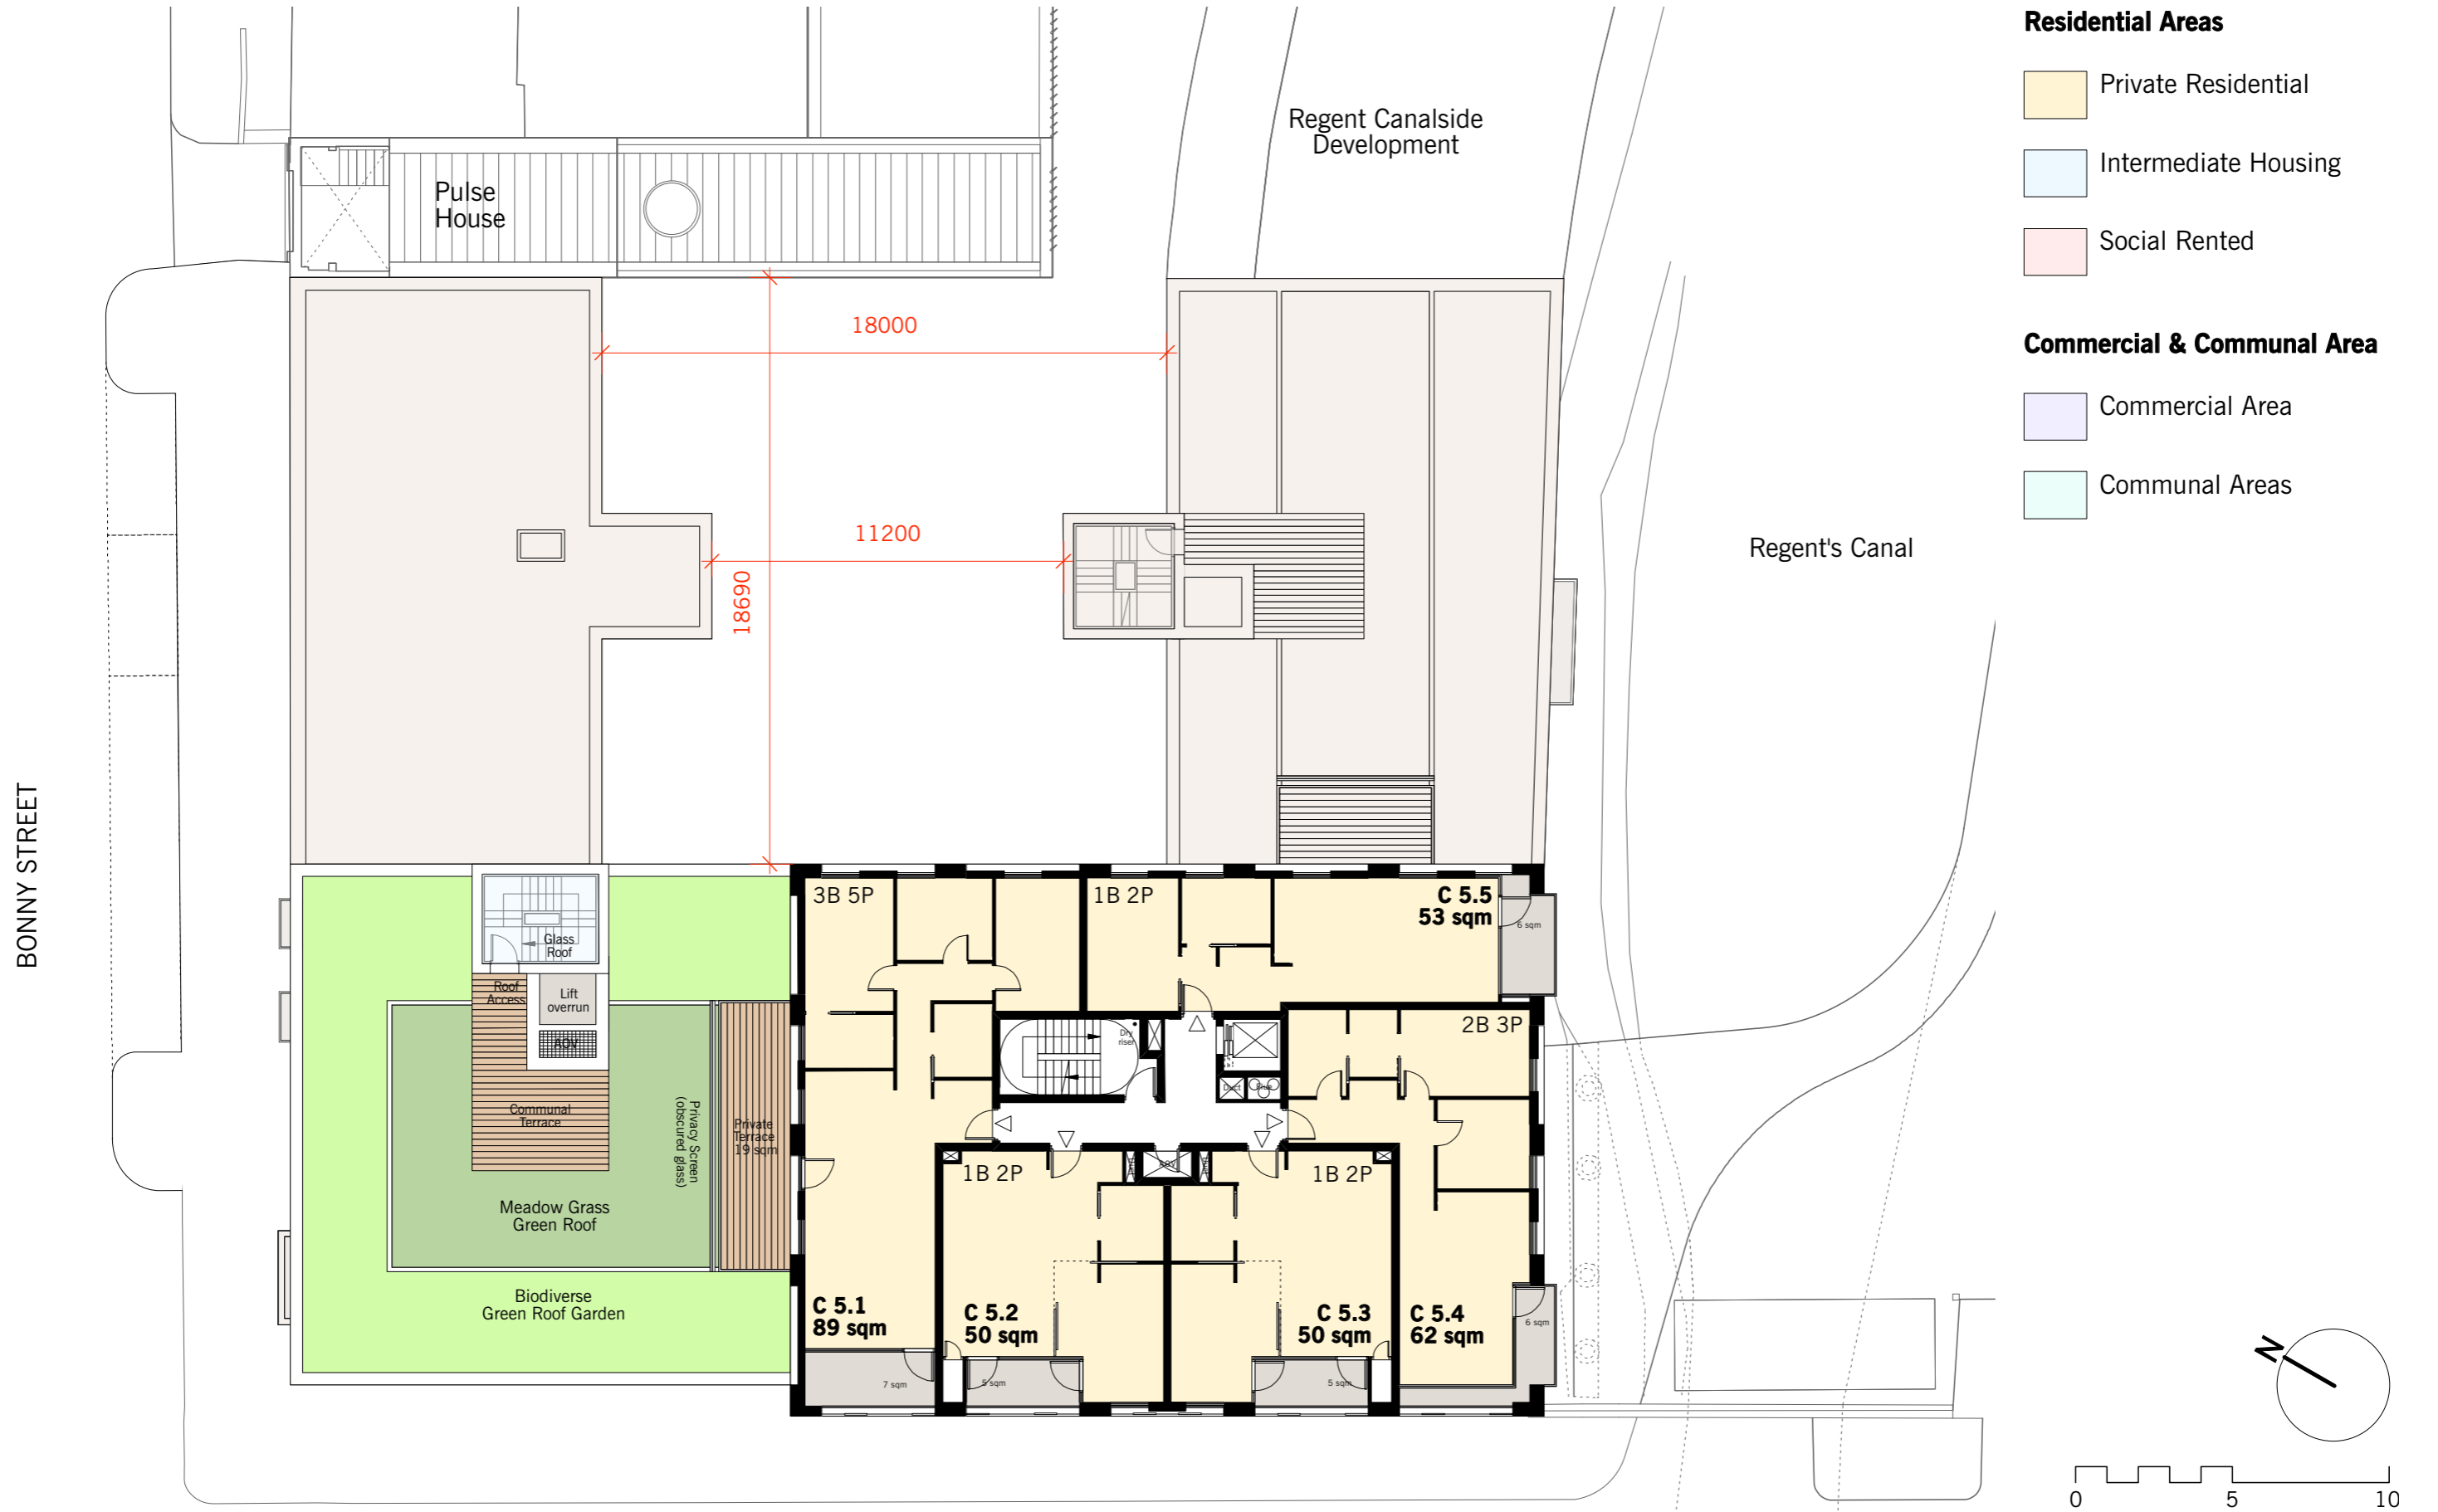 Residential Areas
Private Residential
Intermediate Housing
Social Rented
Commercial & Communal Area
Commercial Area
Communal Areas
Regent Canalside
Development
Pulse
House
18000
11200
18690
Regent's Canal
BONNY STREET
3B 5P
1B 2P
C 5.5
53 sqm
6 sqm
Glass
Roof
Roof
Access
Lift
overrun
AOV
Dry
riser
2B 3P
Duct
Flue
Communal
Terrace
Privacy Screen
(obscured glass)
Private
Terrace
19 sqm
AOV
1B 2P
1B 2P
Meadow Grass
Green Roof
Biodiverse
Green Roof Garden
C 5.1
89 sqm
C 5.2
50 sqm
C 5.3
50 sqm
C 5.4
62 sqm
6 sqm
7 sqm
5 sqm
5 sqm
N
0 5 10